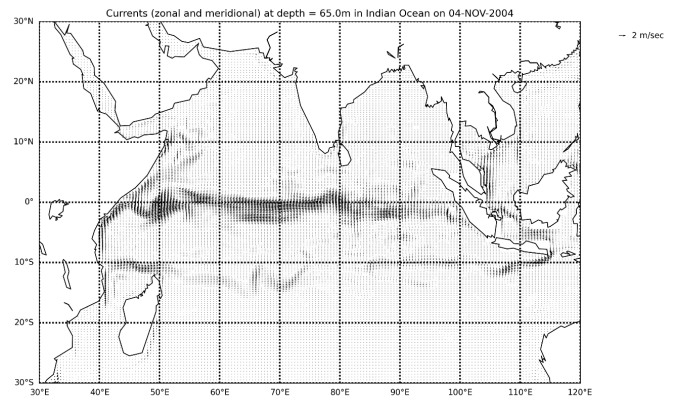 Currents (zonal and meridional) at depth = 65.0m in Indian Ocean on 04-NOV-2004
2 m/sec
30°N
20°N
10°N
0°
10°S
20°S
30°S
30°E
40°E
50°E
60°E
70°E
80°E
90°E
100°E
110°E
120°E